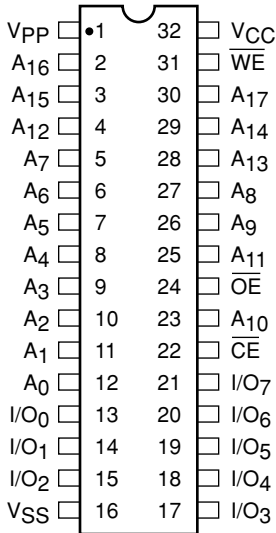 VPP 1 32 VCC
A16 2 31 WE
A15 3 30 A17
A12 4 29 A14
A7 5 28 A13
A6 6 27 A8
A5 7 26 A9
A4 8 25 A11
A3 9 24 OE
A2 10 23 A10
A1 11 22 CE
A0 12 21 I/O7
I/O0 13 20 I/O6
I/O1 14 19 I/O5
I/O2 15 18 I/O4
VSS 16 17 I/O3